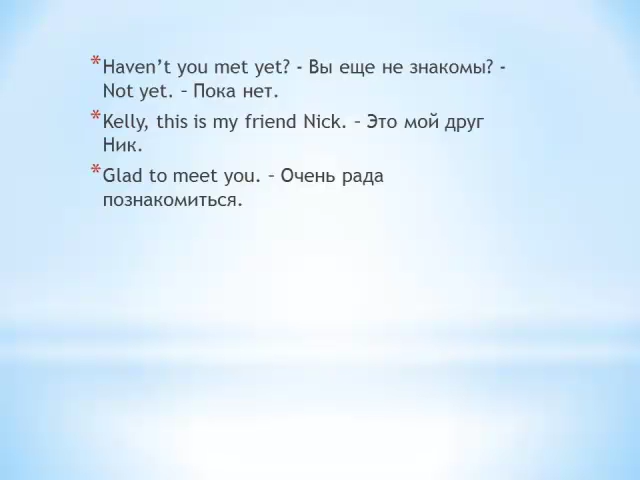 * Haven’t you met yet? - Вы еще не знакомы? -
Not yet. – Пока нет.
* Kelly, this is my friend Nick. – Это мой друг
Ник.
* Glad to meet you. – Очень рада
познакомиться.